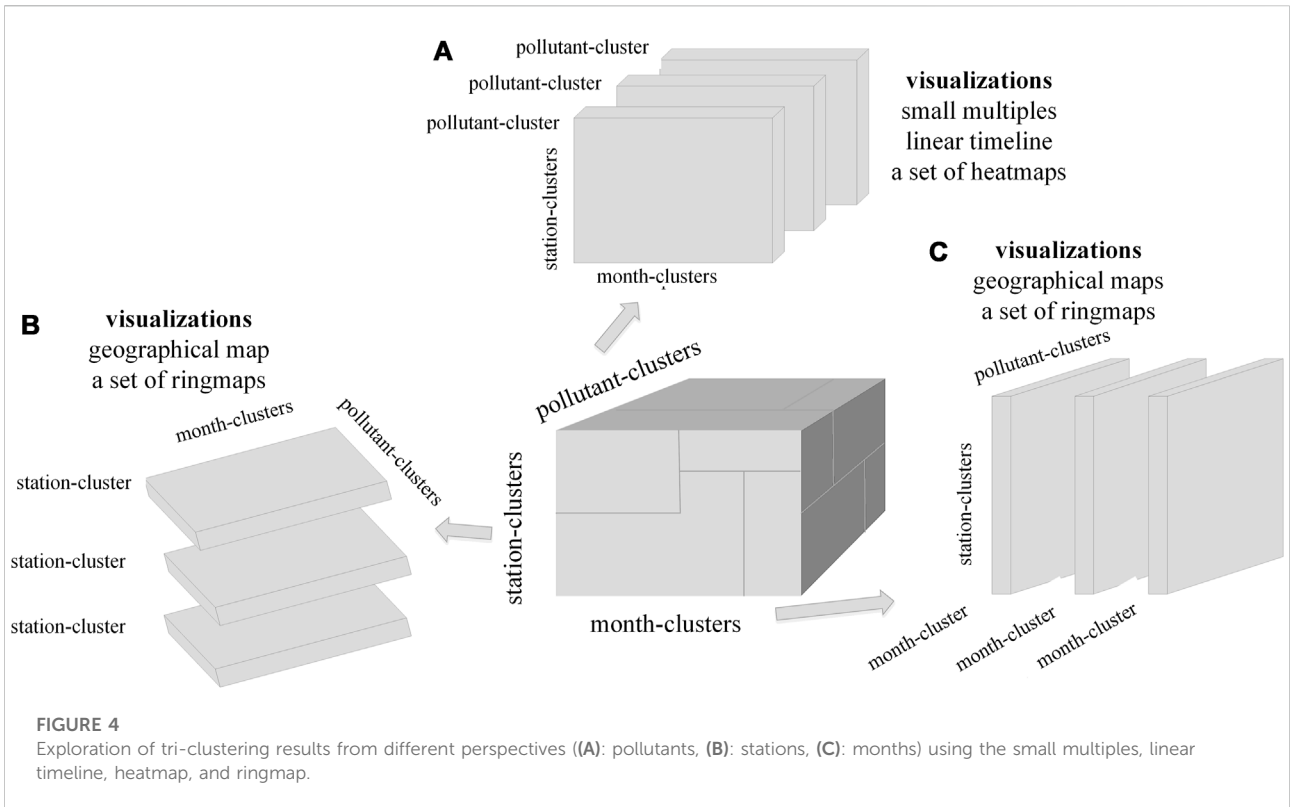 A
pollutant-cluster
pollutant-cluster
pollutant-cluster
station-clusters
month-clusters
visualizations
small multiples
linear timeline
a set of heatmaps
B
visualizations
geographical map
a set of ringmaps
month-clusters
pollutant-clusters
station-cluster
station-cluster
station-cluster
pollutant-clusters
station-clusters
month-clusters
C
visualizations
geographical maps
a set of ringmaps
pollutant-clusters
station-clusters
month-cluster
month-cluster
month-cluster
FIGURE 4
Exploration of tri-clustering results from different perspectives ((A): pollutants, (B): stations, (C): months) using the small multiples, linear
timeline, heatmap, and ringmap.